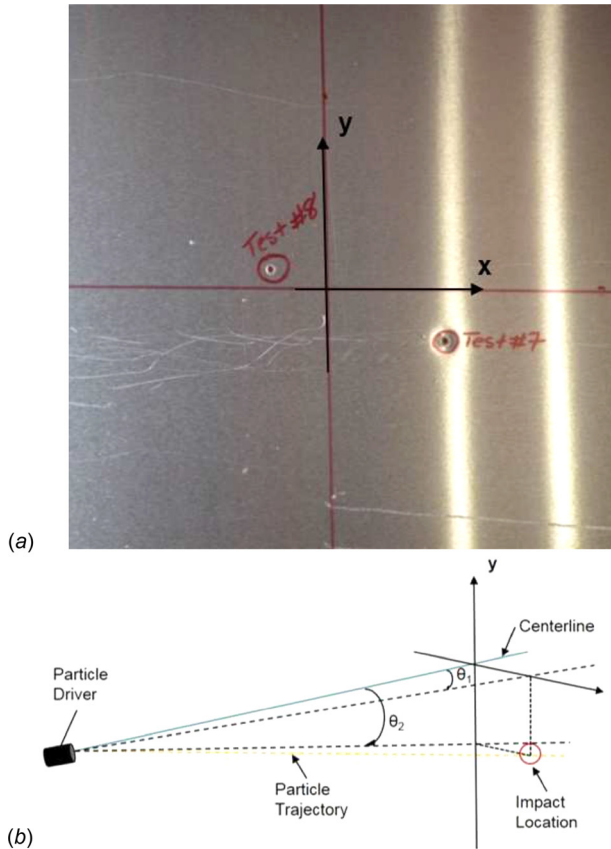 y
Test #8
x
Test #7
(a)
y
Centerline
Particle
Driver
θ1
θ2
Particle
Trajectory
Impact
Location
(b)